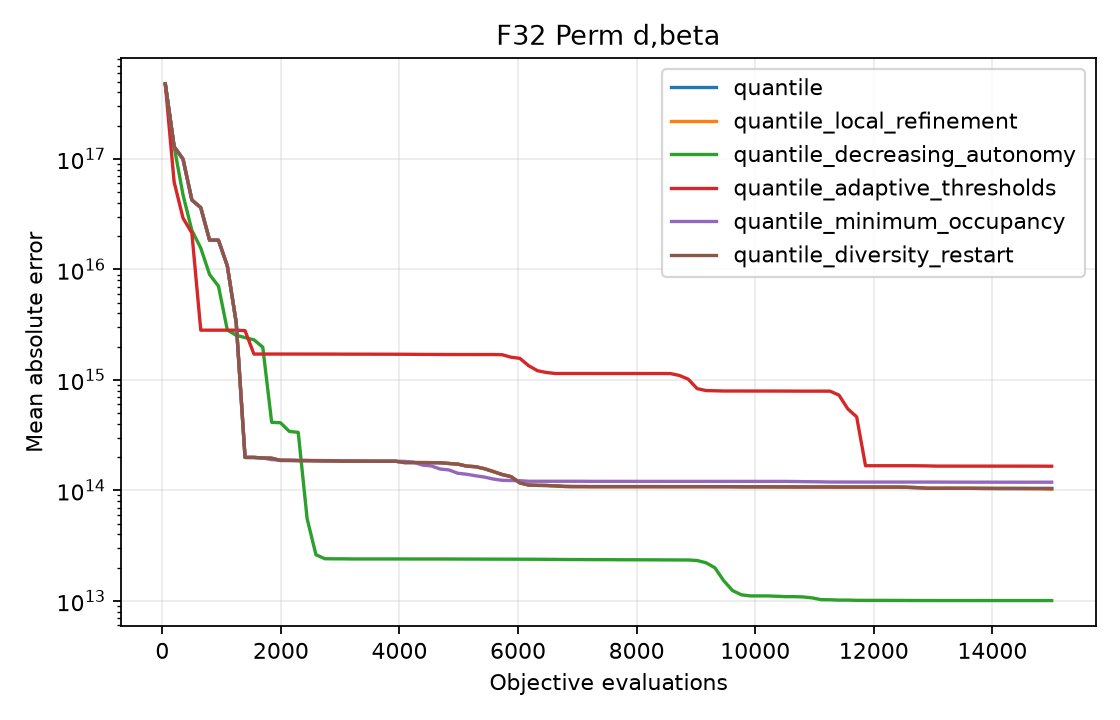 F32 Perm d,beta
Mean absolute error
10^17
10^16
10^15
10^14
10^13
quantile
quantile_local_refinement
quantile_decreasing_autonomy
quantile_adaptive_thresholds
quantile_minimum_occupancy
quantile_diversity_restart
0 2000 4000 6000 8000 10000 12000 14000
Objective evaluations